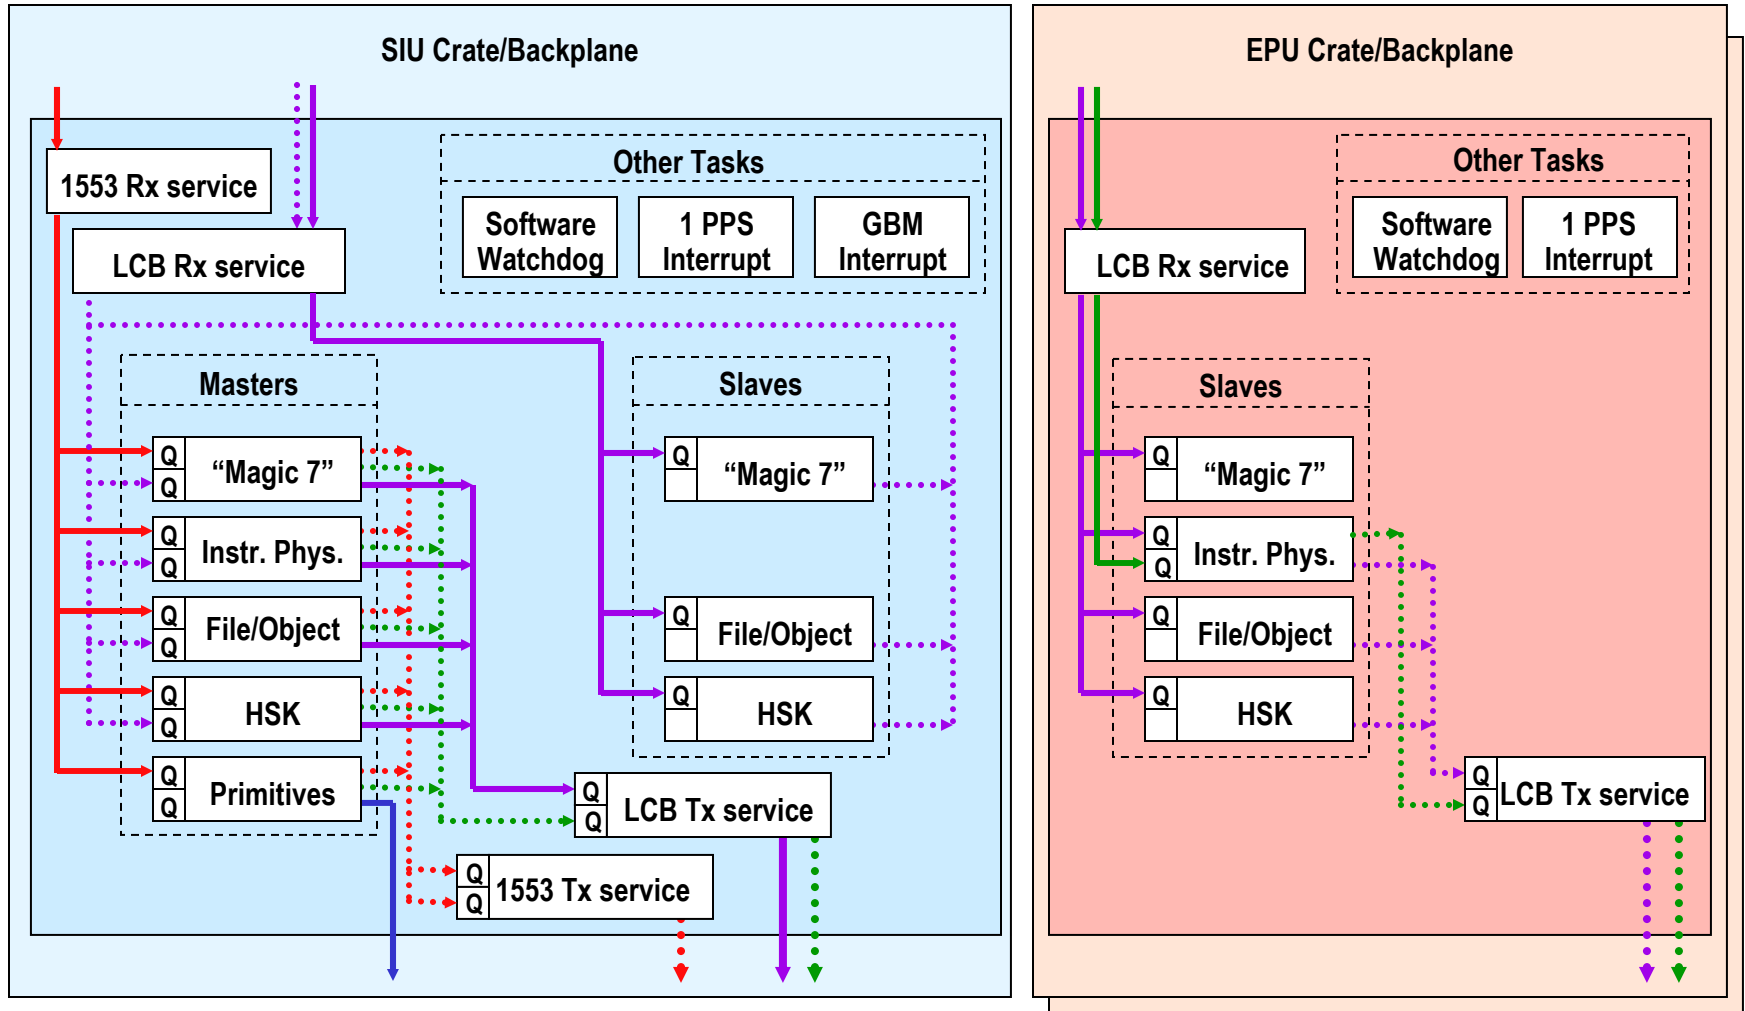 SIU Crate/Backplane
1553 Rx service
LCB Rx service
Other Tasks
Software
Watchdog
1 PPS
Interrupt
GBM
Interrupt
Masters
Q
Q
“Magic 7”
Q
Q
Instr. Phys.
Q
Q
File/Object
Q
Q
HSK
Q
Q
Primitives
Slaves
Q
“Magic 7”
Q
File/Object
Q
HSK
Q
Q
LCB Tx service
Q
Q
1553 Tx service
EPU Crate/Backplane
LCB Rx service
Other Tasks
Software
Watchdog
1 PPS
Interrupt
Slaves
Q
“Magic 7”
Q
Q
Instr. Phys.
Q
File/Object
Q
HSK
Q
Q
LCB Tx service